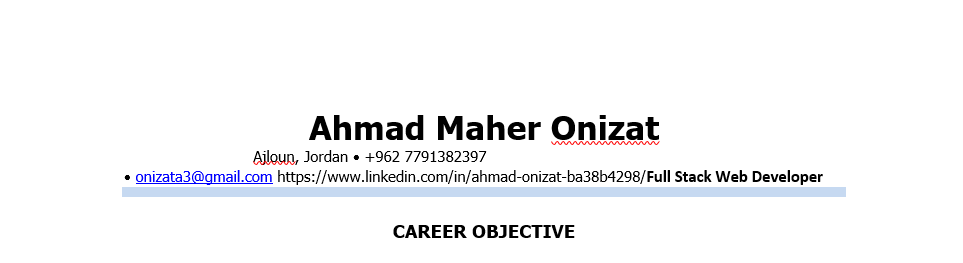 Ahmad Maher Onizat
Ajloun, Jordan • +962 7791382397
• onizata3@gmail.com https://www.linkedin.com/in/ahmad-onizat-ba38b4298/Full Stack Web Developer
CAREER OBJECTIVE